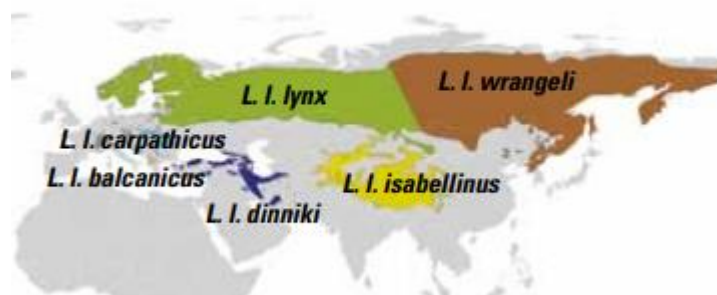 L. l. wrangeli
L. l. lynx
L. l. carpathicus
L. l. balcanicus
L. l. isabellinus
L. l. dinniki